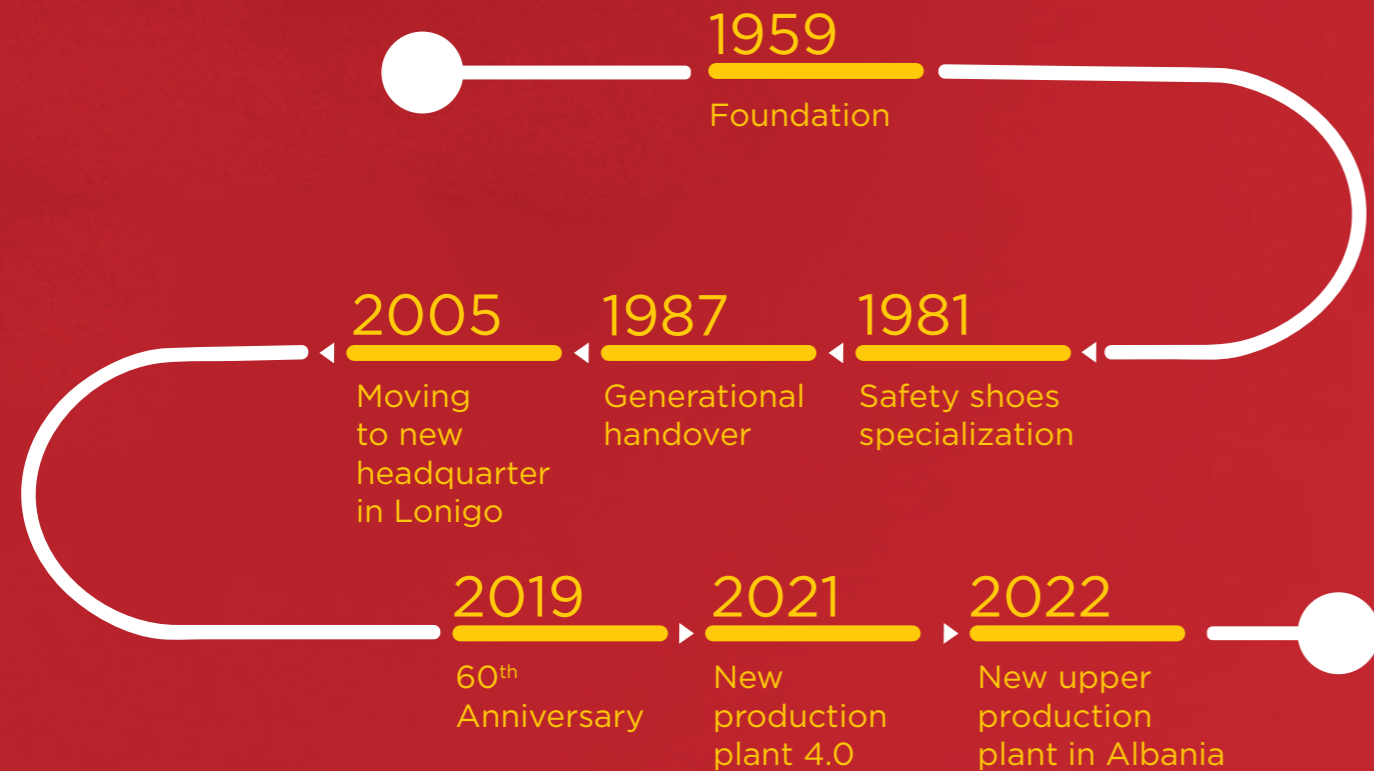 1959
Foundation
2005
Moving
to new
headquarter
in Lonigo
1987
Generational
handover
1981
Safety shoes
specialization
2019
60th
Anniversary
2021
New
production
plant 4.0
2022
New upper
production
plant in Albania